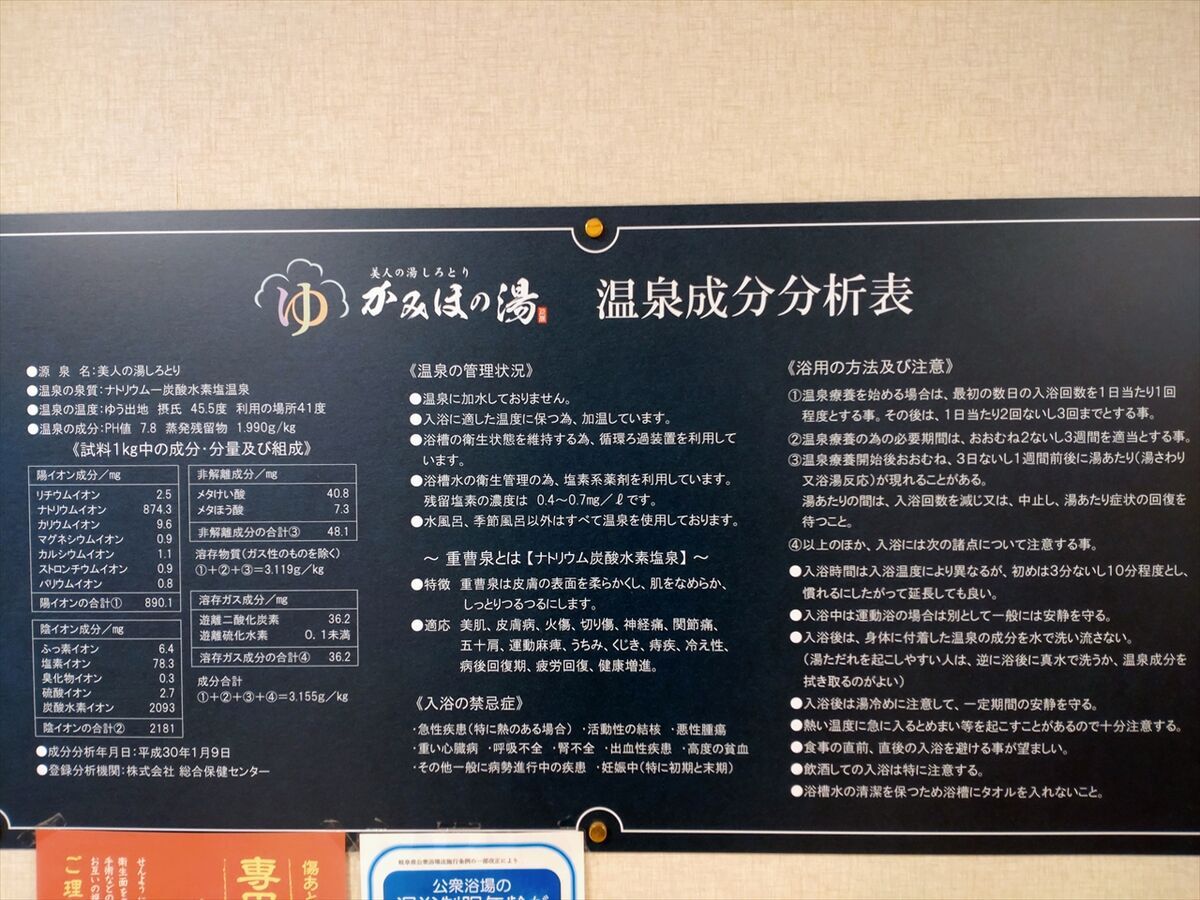 美人の湯しろとり
ゆ かみほの湯 温泉成分分析表
●源 泉 名:美人の湯しろとり
●温泉の泉質:ナトリウム一炭酸水素塩温泉
●温泉の温度:ゆう出地 摂氏 45.5度 利用の場所41度
●温泉の成分:PH値 7.8 蒸発残留物 1.990g/kg
《試料1kg中の成分・分量及び組成》
陽イオン成分/mg
リチウムイオン 2.5
ナトリウムイオン 874.3
カリウムイオン 9.6
マグネシウムイオン 0.9
カルシウムイオン 1.1
ストロンチウムイオン 0.9
バリウムイオン 0.8
陽イオンの合計① 890.1
陰イオン成分/mg
ふっ素イオン 6.4
塩素イオン 78.3
臭化物イオン 0.3
硫酸イオン 2.7
炭酸水素イオン 2093
陰イオンの合計② 2181
非解離成分/mg
メタけい酸 40.8
メタほう酸 7.3
非解離成分の合計③ 48.1
溶存物質(ガス性のものを除く)
①+②+③=3.119g/kg
溶存ガス成分/mg
遊離二酸化炭素 36.2
遊離硫化水素 0.1未満
溶存ガス成分の合計④ 36.2
成分合計
①+②+③+④=3.155g/kg
●成分分析年月日:平成30年1月9日
●登録分析機関:株式会社 総合保健センター
《温泉の管理状況》
●温泉に加水しておりません。
●入浴に適した温度に保つ為、加温しています。
●浴槽の衛生状態を維持する為、循環ろ過装置を利用して
います。
●浴槽水の衛生管理の為、塩素系薬剤を利用しています。
残留塩素の濃度は 0.4〜0.7mg/ℓです。
●水風呂、季節風呂以外はすべて温泉を使用しております。
〜 重曹泉とは【ナトリウム炭酸水素塩泉】〜
●特徴 重曹泉は皮膚の表面を柔らかくし、肌をなめらか、
しっとりつるつるにします。
●適応 美肌、皮膚病、火傷、切り傷、神経痛、関節痛、
五十肩、運動麻痺、うちみ、くじき、痔疾、冷え性、
病後回復期、疲労回復、健康増進。
《入浴の禁忌症》
・急性疾患(特に熱のある場合) ・活動性の結核 ・悪性腫瘍
・重い心臓病 ・呼吸不全 ・腎不全 ・出血性疾患 ・高度の貧血
・その他一般に病勢進行中の疾患 ・妊娠中(特に初期と末期)
《浴用の方法及び注意》
①温泉療養を始める場合は、最初の数日の入浴回数を1日当たり1回
程度とする事。その後は、1日当たり2回ないし3回までとする事。
②温泉療養の為の必要期間は、おおむね2ないし3週間を適当とする事。
③温泉療養開始後おおむね、3日ないし1週間前後に湯あたり(湯さわり
又浴湯反応)が現れることがある。
湯あたりの間は、入浴回数を減じ又は、中止し、湯あたり症状の回復を
待つこと。
④以上のほか、入浴には次の諸点について注意する事。
●入浴時間は入浴温度により異なるが、初めは3分ないし10分程度とし、
慣れるにしたがって延長しても良い。
●入浴中は運動浴の場合は別として一般には安静を守る。
●入浴後は、身体に付着した温泉の成分を水で洗い流さない。
(湯ただれを起こしやすい人は、逆に浴後に真水で洗うか、温泉成分を
拭き取るのがよい)
●入浴後は湯冷めに注意して、一定期間の安静を守る。
●熱い温度に急に入るとめまい等を起こすことがあるので十分注意する。
●食事の直前、直後の入浴を避ける事が望ましい。
●飲酒しての入浴は特に注意する。
●浴槽水の清潔を保つため浴槽にタオルを入れないこと。
傷あと
専用
せんよう
手術などの
衛生面を
お互いの
ご理
岐阜県公衆浴場法施行条例の一部改正により
公衆浴場の
混浴制限年齢が